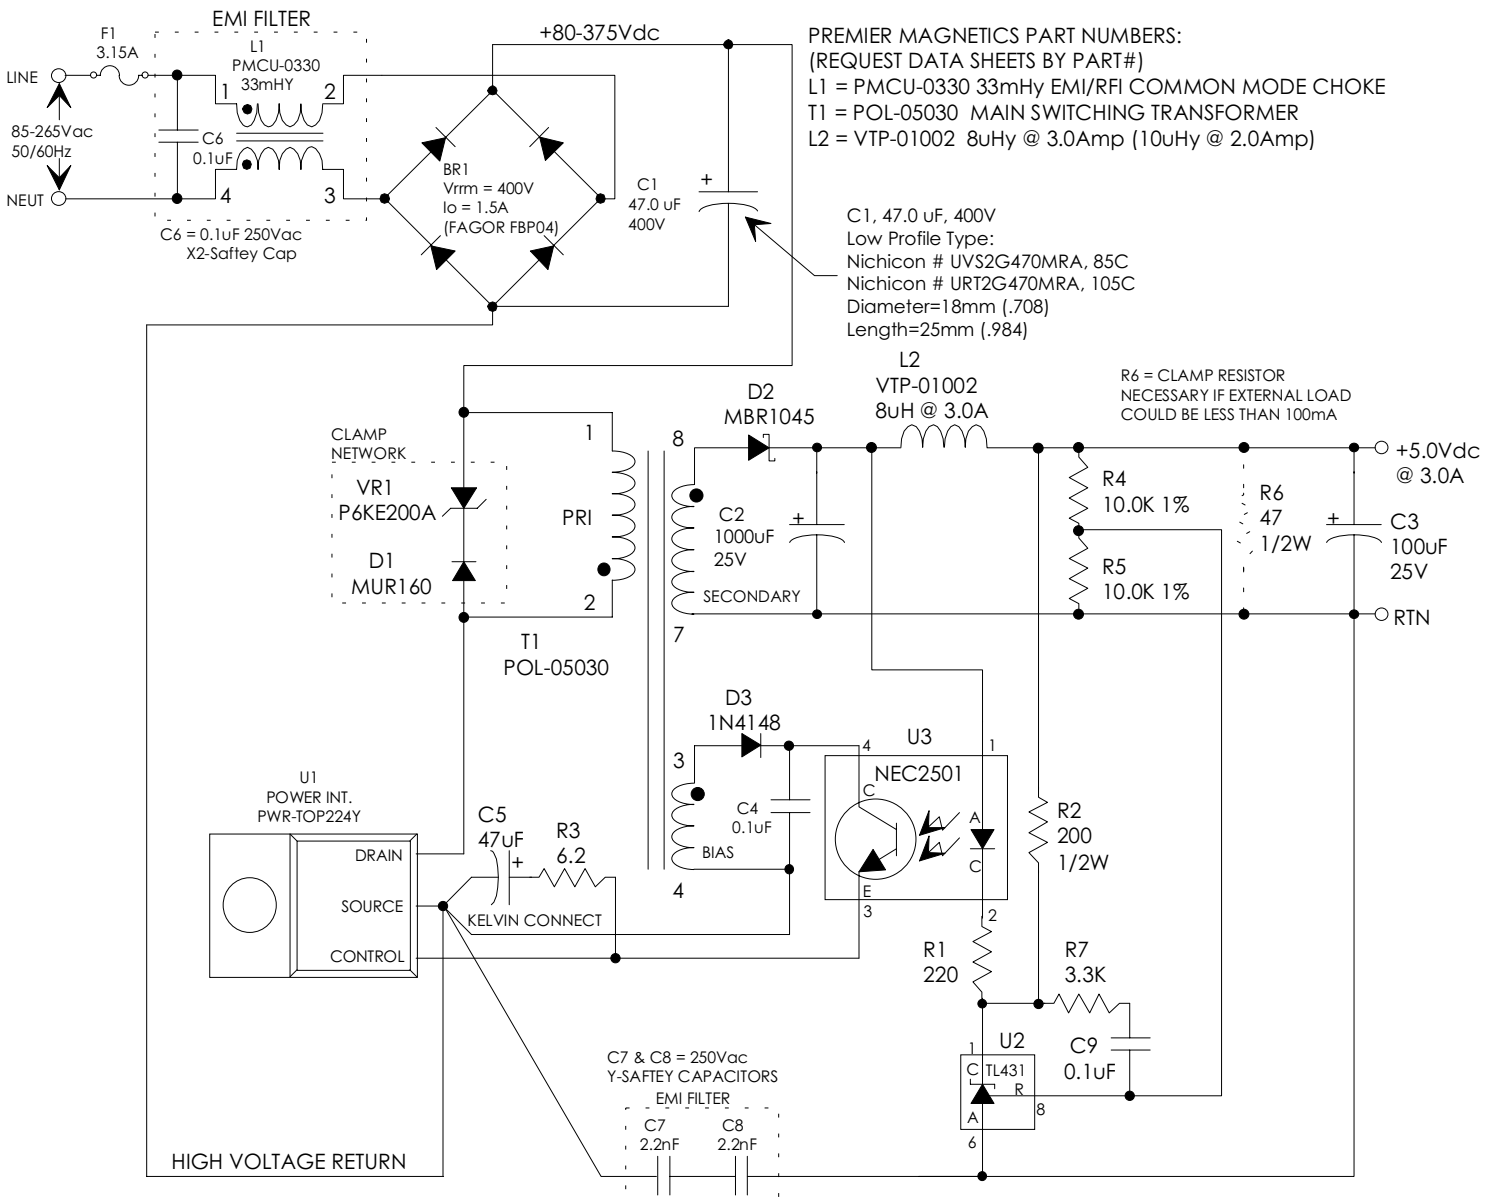 EMI FILTER
F1
3.15A
L1
PMCU-0330
33mHY
LINE
1
2
85-265Vac
50/60Hz
C6
0.1uF
NEUT
4
3
C6 = 0.1uF 250Vac
X2-Saftey Cap
+80-375Vdc
BR1
Vrrm = 400V
Io = 1.5A
(FAGOR FBP04)
C1
47.0 uF
400V
+
PREMIER MAGNETICS PART NUMBERS:
(REQUEST DATA SHEETS BY PART#)
L1 = PMCU-0330 33mHy EMI/RFI COMMON MODE CHOKE
T1 = POL-05030 MAIN SWITCHING TRANSFORMER
L2 = VTP-01002 8uHy @ 3.0Amp (10uHy @ 2.0Amp)
C1, 47.0 uF, 400V
Low Profile Type:
Nichicon # UVS2G470MRA, 85C
Nichicon # URT2G470MRA, 105C
Diameter=18mm (.708)
Length=25mm (.984)
L2
VTP-01002
8uH @ 3.0A
R6 = CLAMP RESISTOR
NECESSARY IF EXTERNAL LOAD
COULD BE LESS THAN 100mA
D2
MBR1045
CLAMP
NETWORK
VR1
P6KE200A
D1
MUR160
1
PRI
2
8
SECONDARY
7
T1
POL-05030
C2
1000uF
25V
+
R4
10.0K 1%
R5
10.0K 1%
R6
47
1/2W
+
C3
100uF
25V
+5.0Vdc
@ 3.0A
RTN
D3
1N4148
3
BIAS
4
C4
0.1uF
U3
4
1
NEC2501
C
A
C
E
3
2
R2
200
1/2W
U1
POWER INT.
PWR-TOP224Y
DRAIN
SOURCE
CONTROL
C5
47uF
+
R3
6.2
KELVIN CONNECT
R1
220
R7
3.3K
C9
0.1uF
U2
1
C
TL431
R
8
A
6
C7 & C8 = 250Vac
Y-SAFTEY CAPACITORS
EMI FILTER
C7
2.2nF
C8
2.2nF
HIGH VOLTAGE RETURN